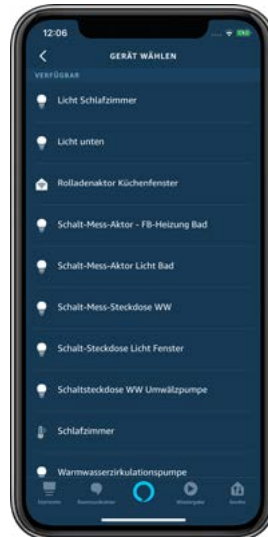 12:06
GERÄT WÄHLEN
VERFÜGBAR
Licht Schlafzimmer
Licht unten
Rolladenaktor Küchenfenster
Schalt-Mess-Aktor - FB-Heizung Bad
Schalt-Mess-Aktor Licht Bad
Schalt-Mess-Steckdose WW
Schalt-Steckdose Licht Fenster
Schaltsteckdose WW Umwälzpumpe
Schlafzimmer
Warmwasserzirkulationspumpe